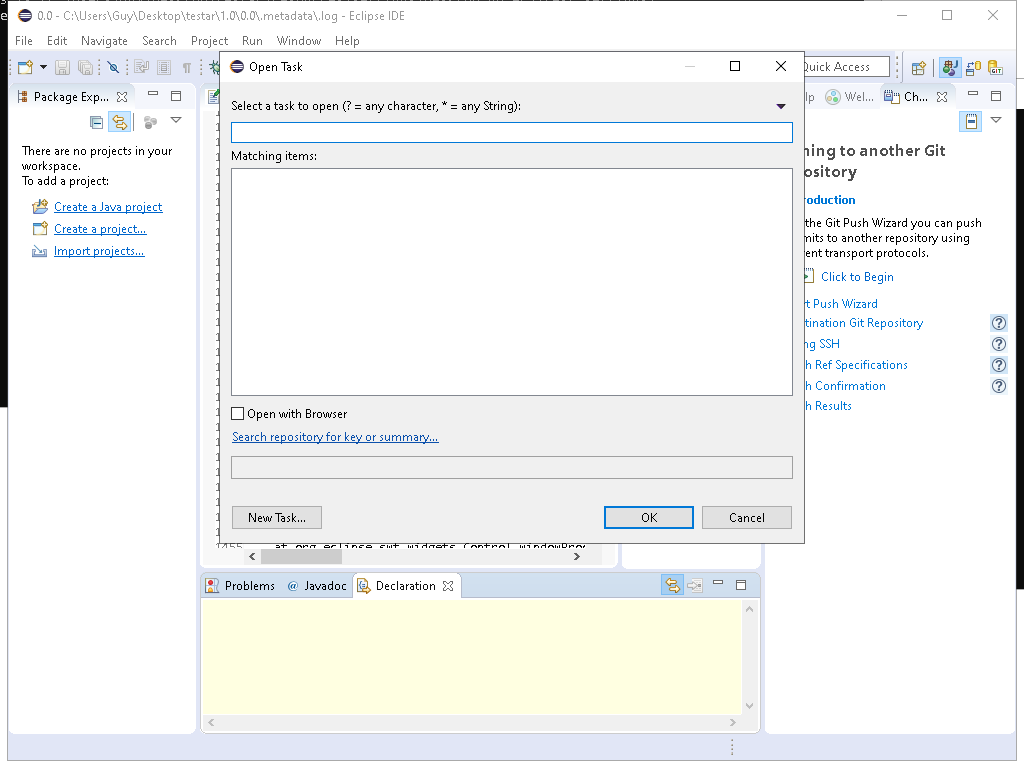 0.0 - C:\Users\Guy\Desktop\testar\1.0\0.0\.metadata\.log - Eclipse IDE
File Edit Navigate Search Project Run Window Help
Open Task
Quick Access
Package Exp...
Select a task to open (? = any character, * = any String):
Wel...
Ch...
Matching items:
There are no projects in your
workspace.
To add a project:
Create a Java project
Create a project...
Import projects...
ning to another Git
ository
roduction
the Git Push Wizard you can push
mits to another repository using
ent transport protocols.
Click to Begin
t Push Wizard
tination Git Repository
ng SSH
h Ref Specifications
h Confirmation
h Results
Open with Browser
Search repository for key or summary...
New Task...
OK
Cancel
1455 at org.eclipse.swt.widgets.Control.windowPro
Problems
@ Javadoc
Declaration